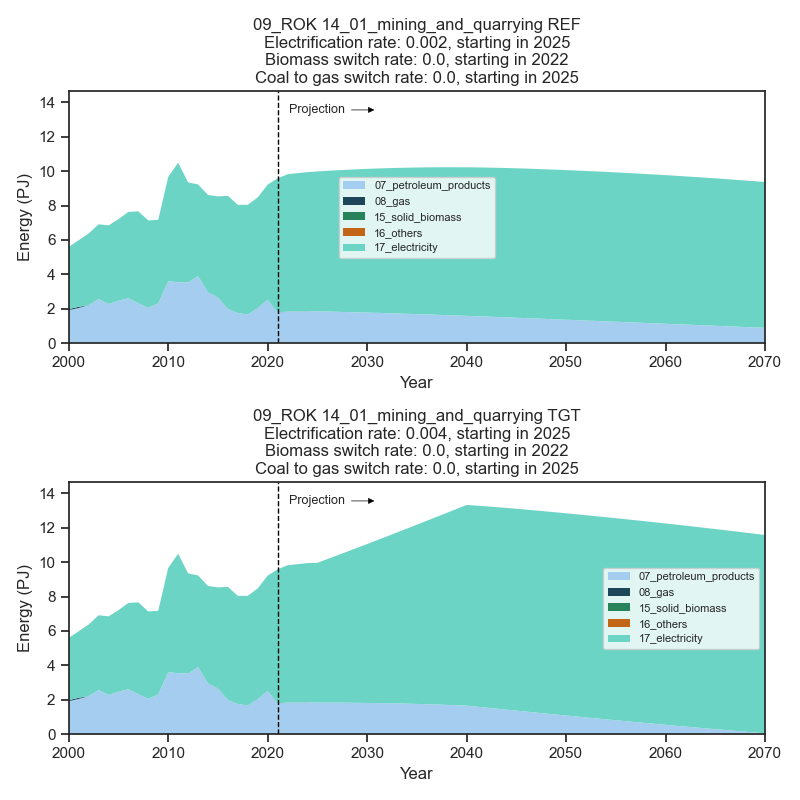 09_ROK 14_01_mining_and_quarrying REF
Electrification rate: 0.002, starting in 2025
Biomass switch rate: 0.0, starting in 2022
Coal to gas switch rate: 0.0, starting in 2025
Projection
14
12
10
8
6
4
2
0
Energy (PJ)
07_petroleum_products
08_gas
15_solid_biomass
16_others
17_electricity
2000 2010 2020 2030 2040 2050 2060 2070
Year
09_ROK 14_01_mining_and_quarrying TGT
Electrification rate: 0.004, starting in 2025
Biomass switch rate: 0.0, starting in 2022
Coal to gas switch rate: 0.0, starting in 2025
Projection
14
12
10
8
6
4
2
0
Energy (PJ)
07_petroleum_products
08_gas
15_solid_biomass
16_others
17_electricity
2000 2010 2020 2030 2040 2050 2060 2070
Year